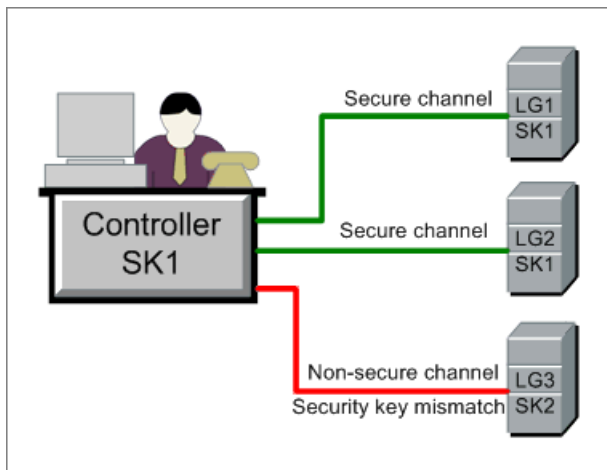 Secure channel
LG1
SK1
Controller
SK1
Secure channel
LG2
SK1
Non-secure channel
LG3
Security key mismatch
SK2